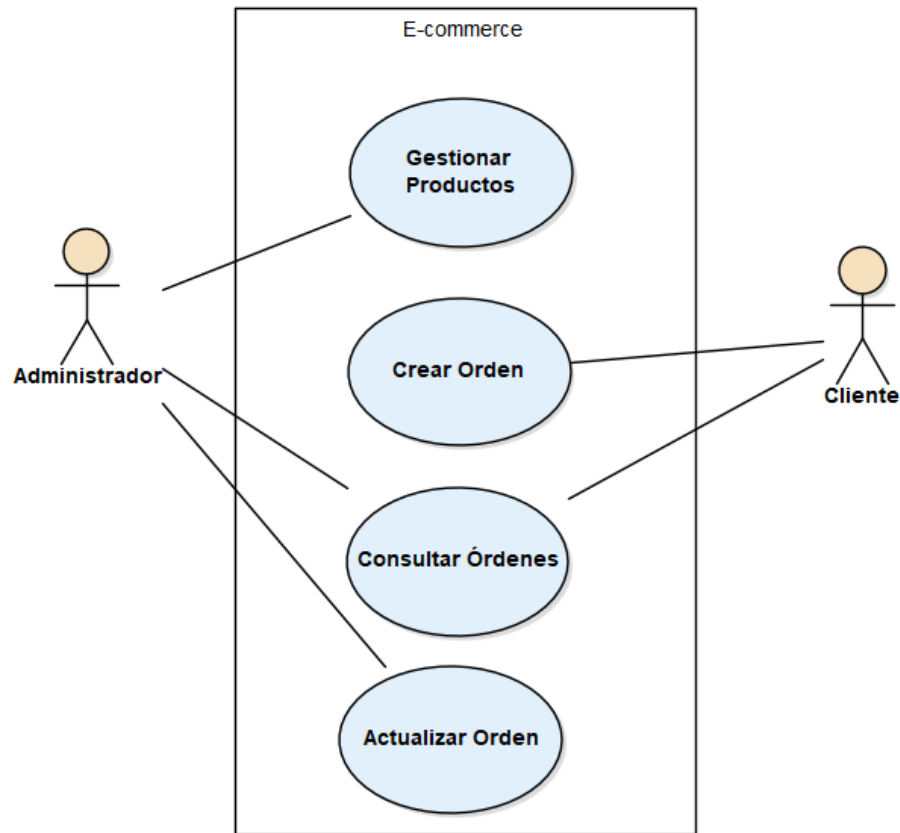 E-commerce
Gestionar
Productos
Administrador
Crear Orden
Cliente
Consultar Órdenes
Actualizar Orden